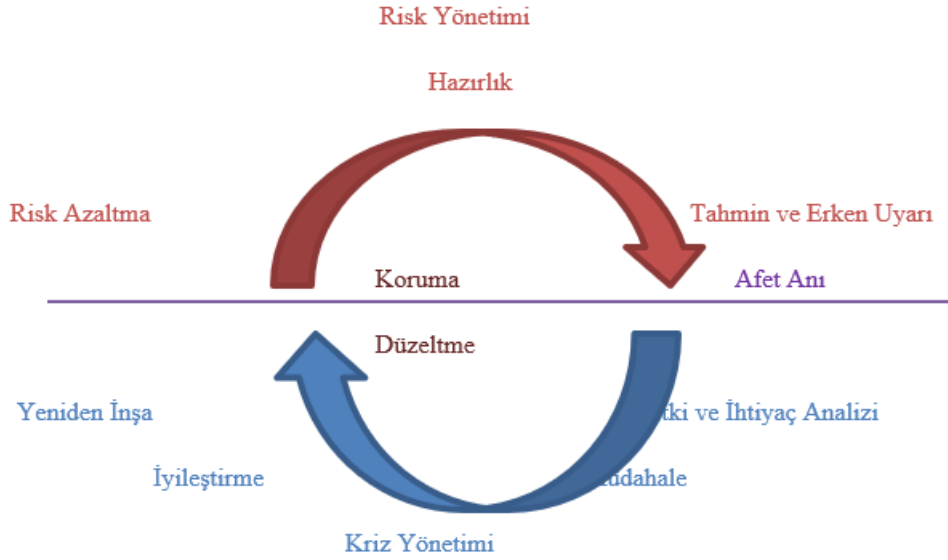 Risk Yönetimi
Hazırlık
Risk Azaltma
Tahmin ve Erken Uyarı
Koruma
Afet Anı
Düzeltme
Yeniden İnşa
ve İhtiyaç Analizi
İyileştirme
Kriz Yönetimi